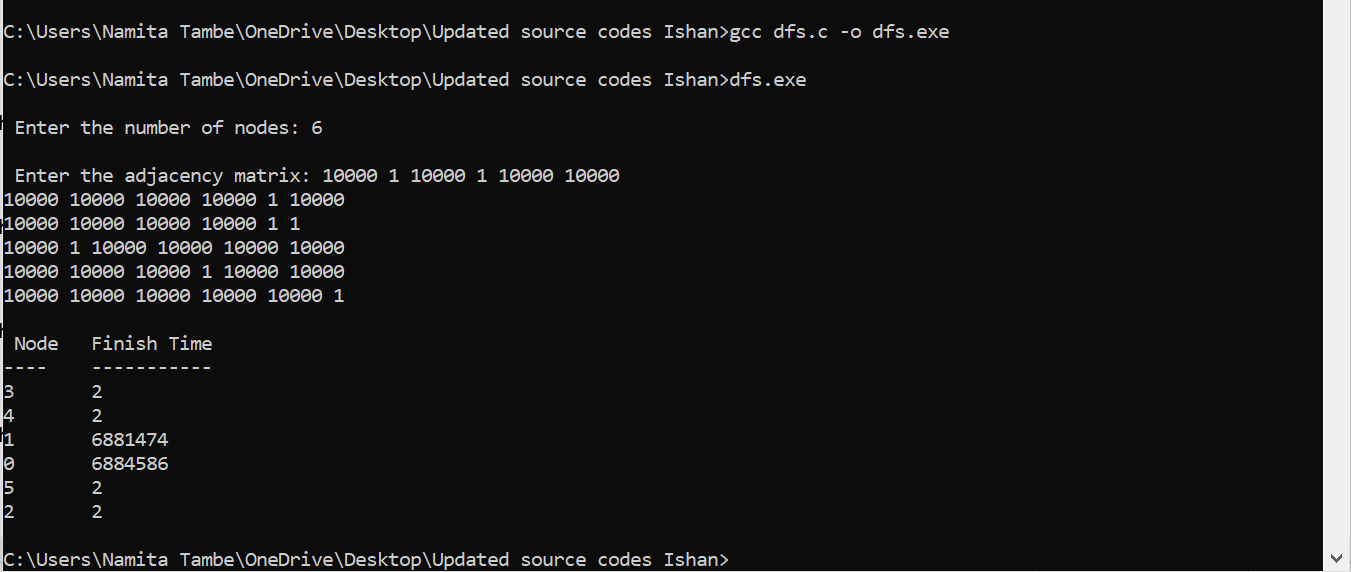 C:\Users\Namita Tambe\OneDrive\Desktop\Updated source codes Ishan>gcc dfs.c -o dfs.exe
C:\Users\Namita Tambe\OneDrive\Desktop\Updated source codes Ishan>dfs.exe
Enter the number of nodes: 6
Enter the adjacency matrix: 10000 1 10000 1 10000 10000
10000 10000 10000 10000 1 10000
10000 10000 10000 10000 1 1
10000 1 10000 10000 10000 10000
10000 10000 10000 1 10000 10000
10000 10000 10000 10000 10000 1
Node Finish Time
---- -----------
3 2
4 2
1 6881474
0 6884586
5 2
2 2
C:\Users\Namita Tambe\OneDrive\Desktop\Updated source codes Ishan>